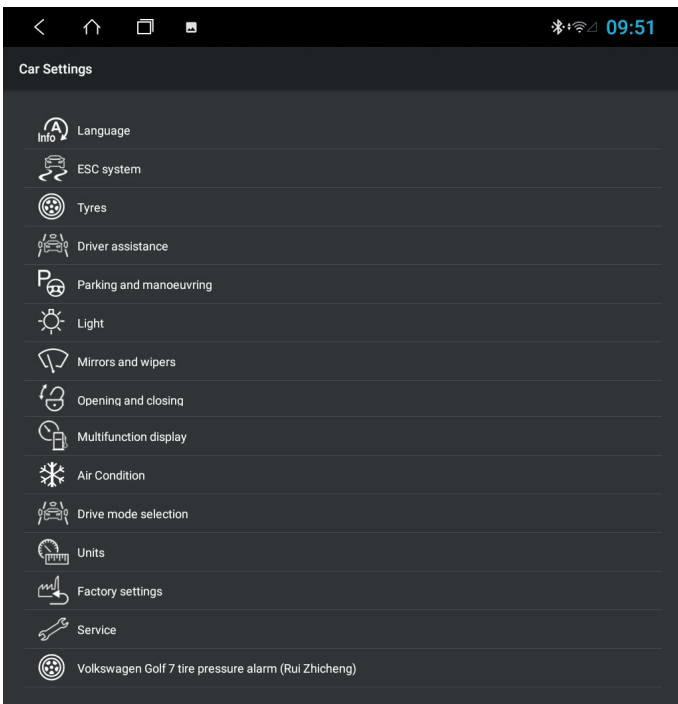 09:51
Car Settings
Info A Language
ESC system
Tyres
Driver assistance
P Parking and manoeuvring
Light
Mirrors and wipers
Opening and closing
Multifunction display
Air Condition
Drive mode selection
Units
Factory settings
Service
Volkswagen Golf 7 tire pressure alarm (Rui Zhicheng)